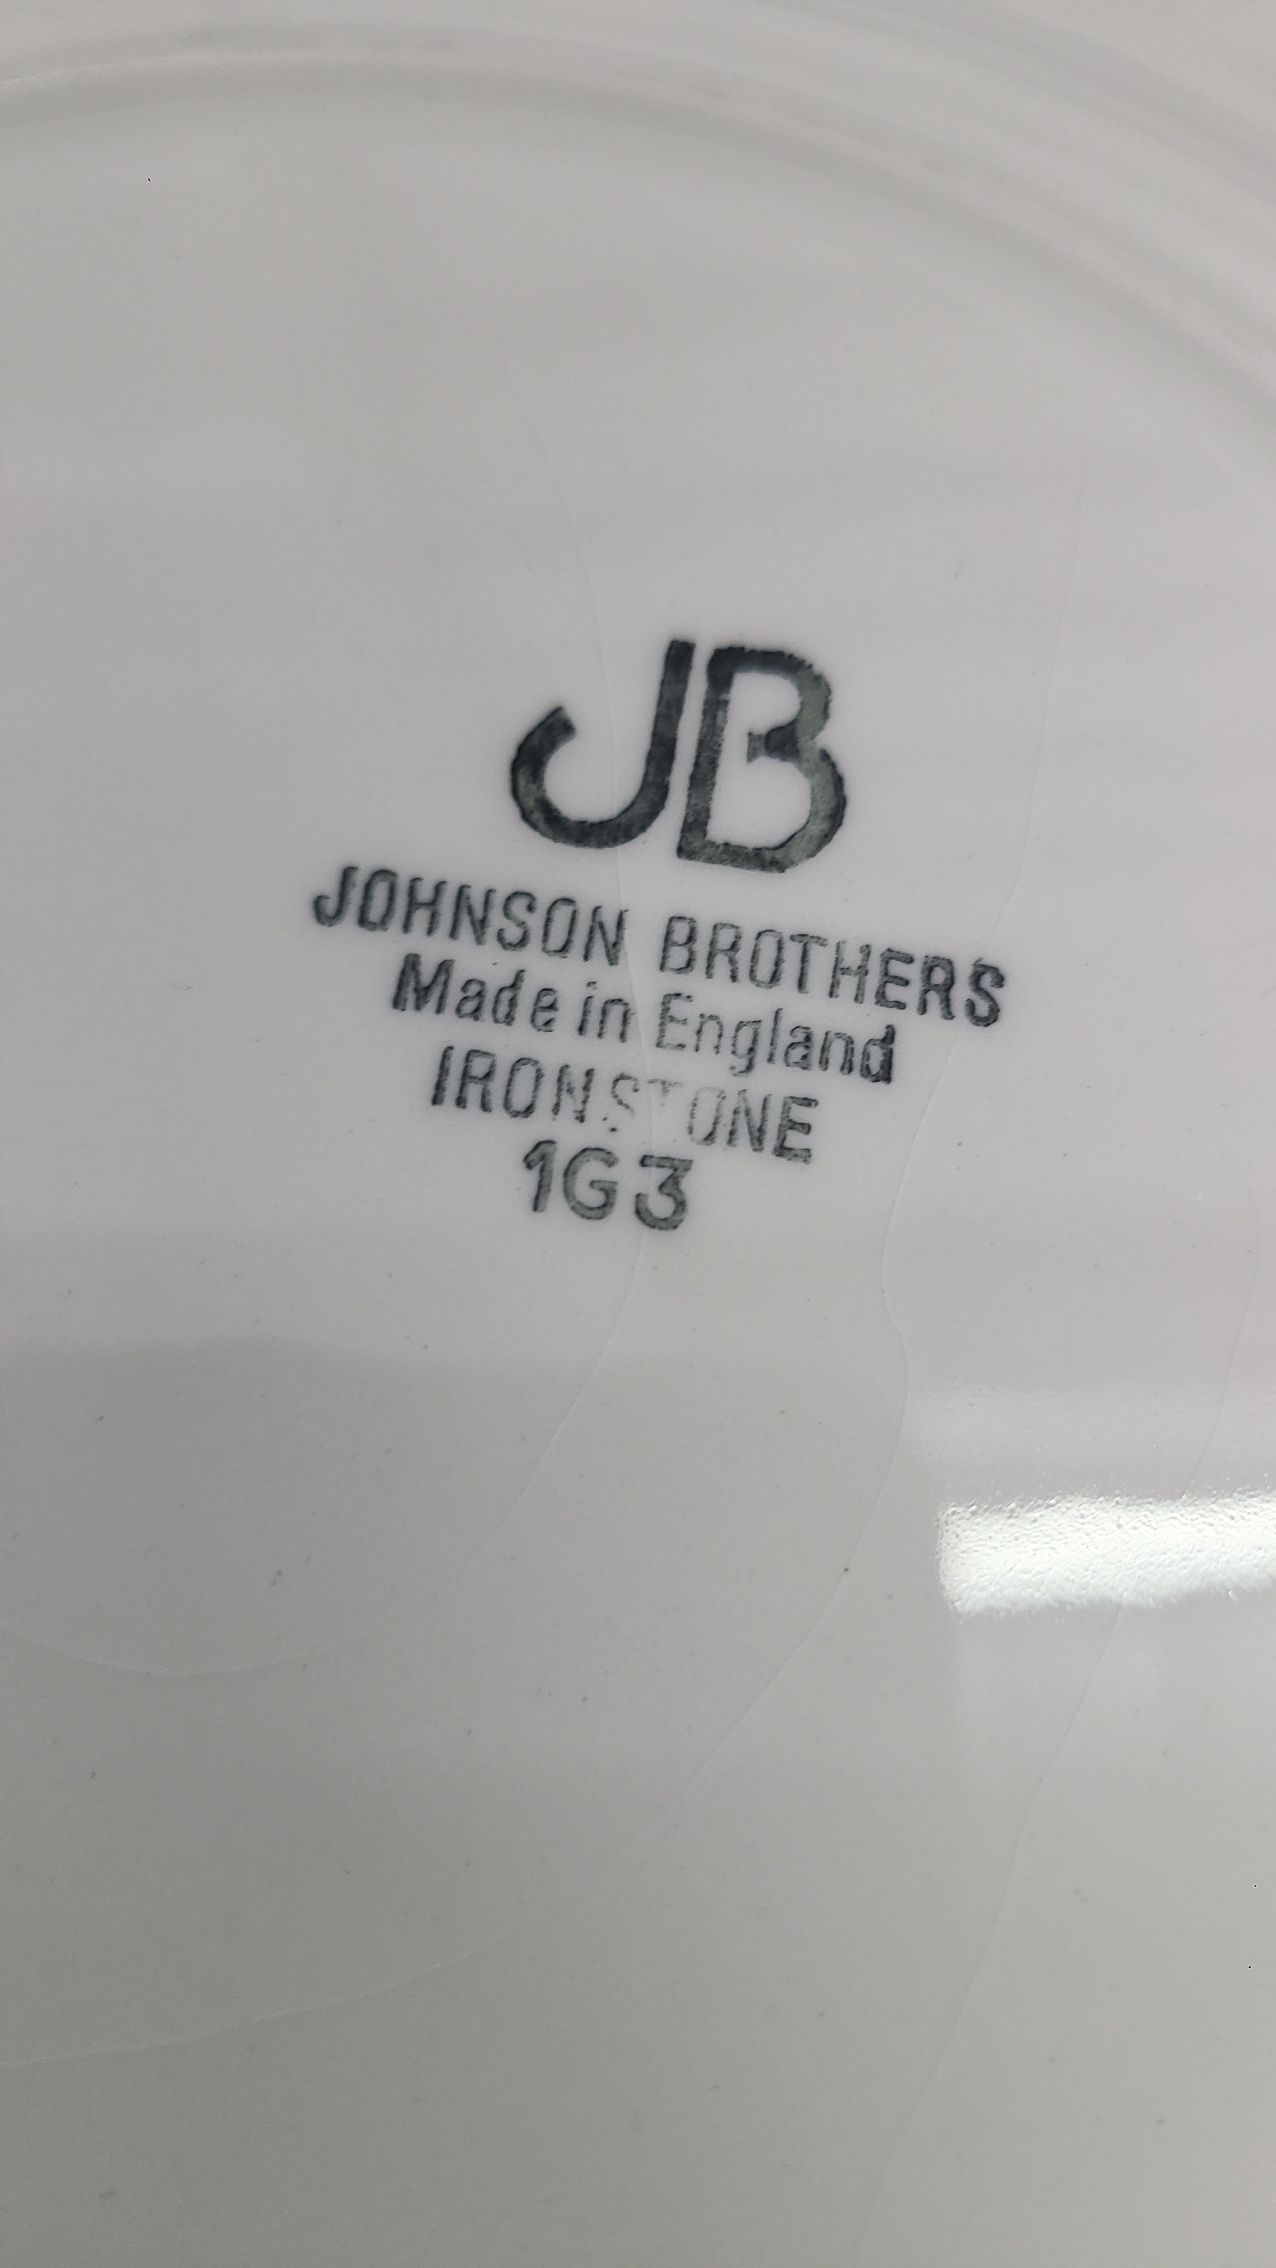 JB
JOHNSON BROTHERS
Made in England
IRONSTONE
1G3